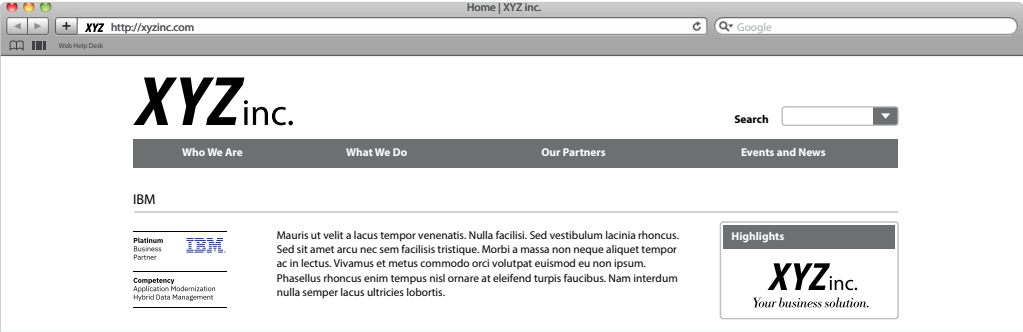 Home | XYZ inc.
XYZ http://xyzinc.com
Google
Web Help Desk
XYZ inc.
Search
Who We Are What We Do Our Partners Events and News
IBM
Platinum
Business
Partner
IBM
Competency
Application Modernization
Hybrid Data Management
Mauris ut velit a lacus tempor venenatis. Nulla facilisi. Sed vestibulum lacinia rhoncus.
Sed sit amet arcu nec sem facilisis tristique. Morbi a massa non neque aliquet tempor
ac in lectus. Vivamus et metus commodo orci volutpat euismod eu non ipsum.
Phasellus rhoncus enim tempus nisl ornare at eleifend turpis faucibus. Nam interdum
nulla semper lacus ultricies lobortis.
Highlights
XYZ inc.
Your business solution.